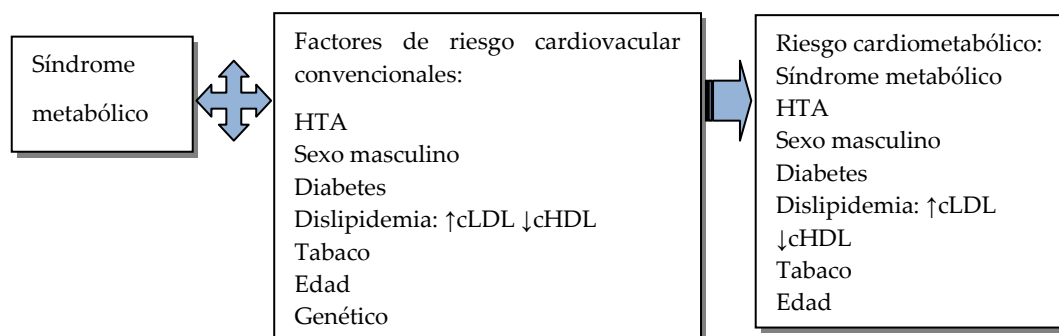 Síndrome
metabólico
Factores de riesgo cardiovacular
convencionales:
HTA
Sexo masculino
Diabetes
Dislipidemia: ↑cLDL ↓cHDL
Tabaco
Edad
Genético
Riesgo cardiometabólico:
Síndrome metabólico
HTA
Sexo masculino
Diabetes
Dislipidemia: ↑cLDL
↓cHDL
Tabaco
Edad